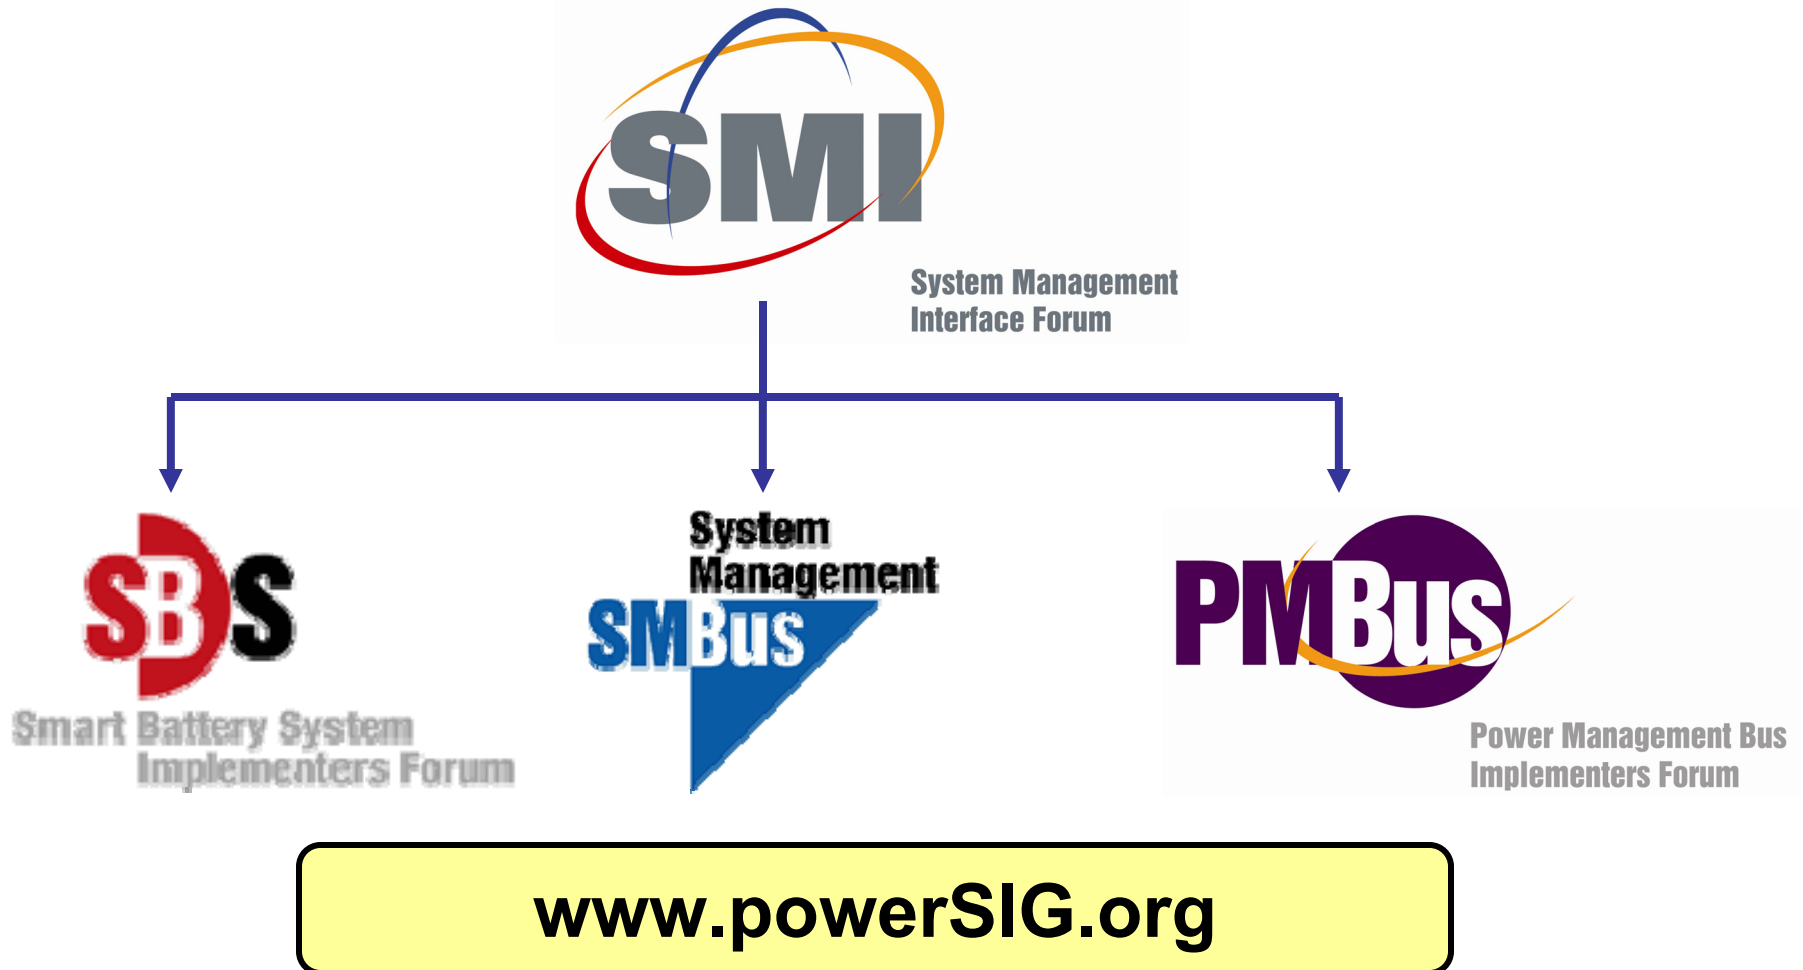 SMI
System Management
Interface Forum
SBS
Smart Battery System
Implementers Forum
System
Management
SMBus
PMBus
Power Management Bus
Implementers Forum
www.powerSIG.org